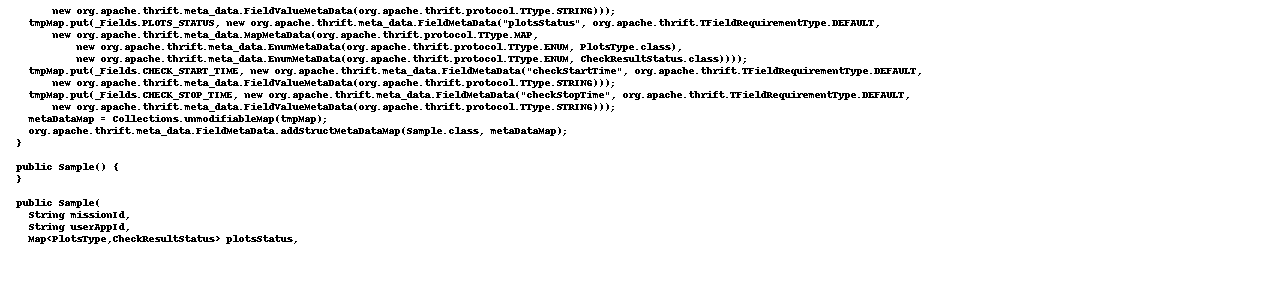 new org.apache.thrift.meta_data.FieldValueMetaData(org.apache.thrift.protocol.TType.STRING)));
tmpMap.put(_Fields.PLOTS_STATUS, new org.apache.thrift.meta_data.FieldMetaData("plotsStatus", org.apache.thrift.TFieldRequirementType.DEFAULT,
new org.apache.thrift.meta_data.MapMetaData(org.apache.thrift.protocol.TType.MAP,
new org.apache.thrift.meta_data.EnumMetaData(org.apache.thrift.protocol.TType.ENUM, PlotsType.class),
new org.apache.thrift.meta_data.EnumMetaData(org.apache.thrift.protocol.TType.ENUM, CheckResultStatus.class))));
tmpMap.put(_Fields.CHECK_START_TIME, new org.apache.thrift.meta_data.FieldMetaData("checkStartTime", org.apache.thrift.TFieldRequirementType.DEFAULT,
new org.apache.thrift.meta_data.FieldValueMetaData(org.apache.thrift.protocol.TType.STRING)));
tmpMap.put(_Fields.CHECK_STOP_TIME, new org.apache.thrift.meta_data.FieldMetaData("checkStopTime", org.apache.thrift.TFieldRequirementType.DEFAULT,
new org.apache.thrift.meta_data.FieldValueMetaData(org.apache.thrift.protocol.TType.STRING)));
metaDataMap = Collections.unmodifiableMap(tmpMap);
org.apache.thrift.meta_data.FieldMetaData.addStructMetaDataMap(Sample.class, metaDataMap);
}
public Sample() {
}
public Sample(
String missionId,
String userAppId,
Map<PlotsType,CheckResultStatus> plotsStatus,